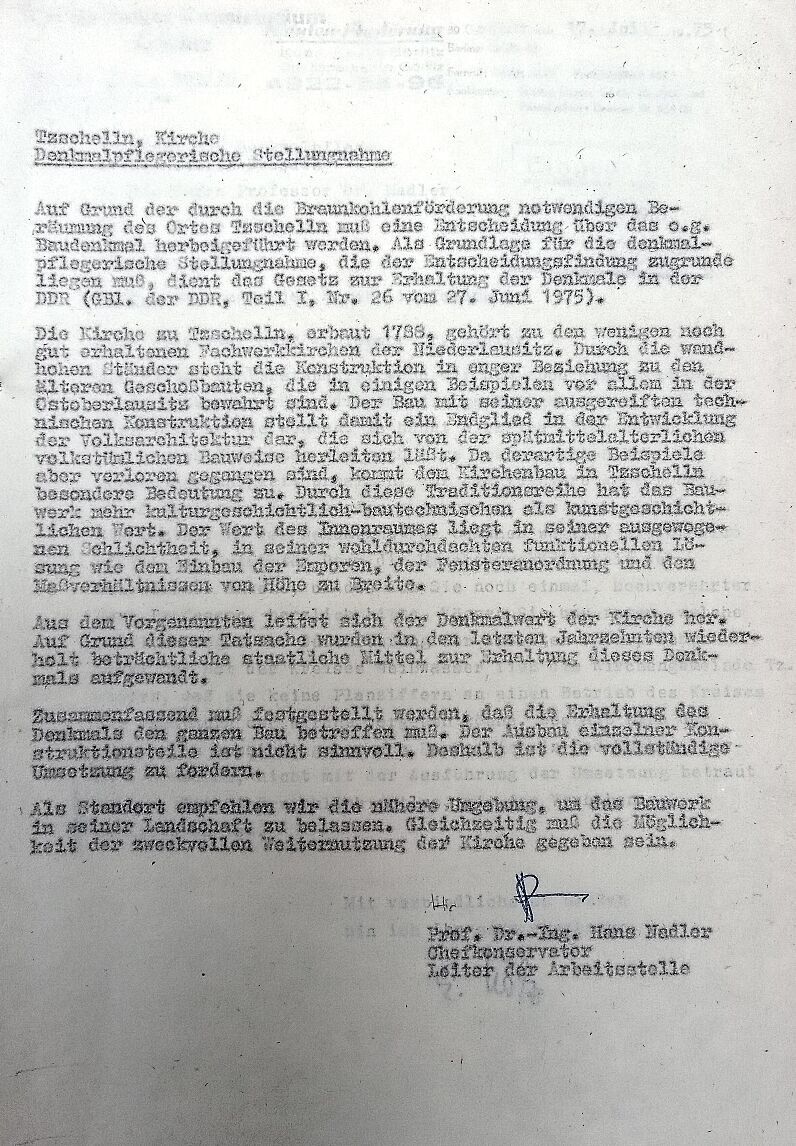 Tzschelln, Kirche
Denkmalpflegerische Stellungnahme
Auf Grund der durch die Braunkohlenförderung notwendigen Be-
räumung des Ortes Tzschelln muß eine Entscheidung über das o.g.
Baudenkmal herbeigeführt werden. Als Grundlage für die denkmal-
pflegerische Stellungnahme, die der Entscheidungsfindung zugrunde
liegen muß, dient das Gesetz zur Erhaltung der Denkmale in der
DDR (GBl. der DDR, Teil I, Nr. 26 vom 27. Juni 1975).
Die Kirche zu Tzschelln, erbaut 1788, gehört zu den wenigen noch
gut erhaltenen Fachwerkkirchen der Niederlausitz. Durch die wand-
hohen Ständer steht die Konstruktion in enger Beziehung zu den
älteren Geschoßbauten, die in einigen Beispielen vor allem in der
Ostoberlausitz bewahrt sind. Der Bau mit seiner ausgereiften tech-
nischen Konstruktion stellt damit ein Endglied in der Entwicklung
der Volksarchitektur dar, die sich von der spätmittelalterlichen
volkstümlichen Bauweise herleiten läßt. Da derartige Beispiele
aber verloren gegangen sind, kommt dem Kirchenbau in Tzschelln
besondere Bedeutung zu. Durch diese Traditionsreihe hat das Bau-
werk mehr kulturgeschichtlich-bautechnischen als kunstgeschicht-
lichen Wert. Der Wert des Innenraumes liegt in seiner ausgewoge-
nen Schlichtheit, in seiner wohldurchdachten funktionellen Lö-
sung wie dem Einbau der Emporen, der Fensteranordnung und den
Maßverhältnissen von Höhe zu Breite.
Aus dem Vorgenannten leitet sich der Denkmalwert der Kirche her.
Auf Grund dieser Tatsache wurden in den letzten Jahrzehnten wieder-
holt beträchtliche staatliche Mittel zur Erhaltung dieses Denk-
mals aufgewandt.
Zusammenfassend muß festgestellt werden, daß die Erhaltung des
Denkmals den ganzen Bau betreffen muß. Der Ausbau einzelner Kon-
struktionsteile ist nicht sinnvoll. Deshalb ist die vollständige
Umsetzung zu fordern.
Als Standort empfehlen wir die nähere Umgebung, um das Bauwerk
in seiner Landschaft zu belassen. Gleichzeitig muß die Möglich-
keit der zweckvollen Weiternutzung der Kirche gegeben sein.
Prof. Dr.-Ing. Hans Nadler
Chefkonservator
Leiter der Arbeitsstelle